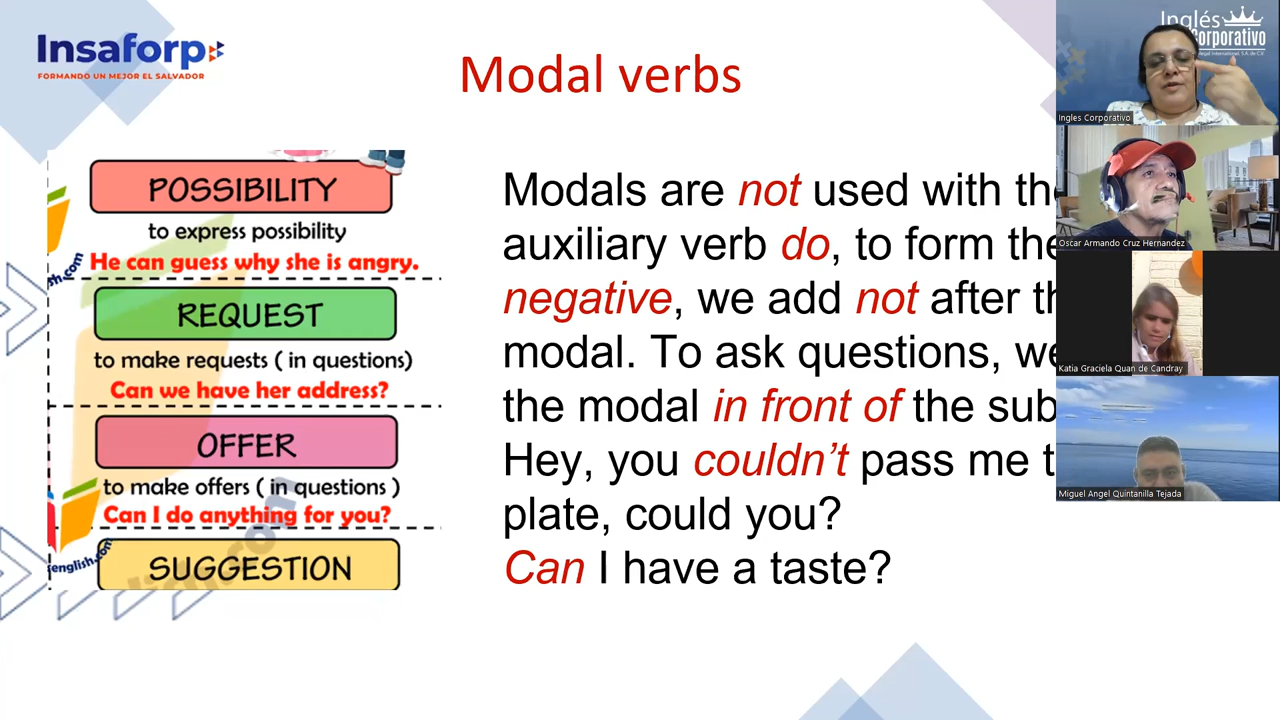 Insaforp
FORMANDO UN MEJOR EL SALVADOR
Modal verbs
POSSIBILITY
to express possibility
He can guess why she is angry.
REQUEST
to make requests ( in questions)
Can we have her address?
OFFER
to make offers ( in questions )
Can I do anything for you?
SUGGESTION
sh.com
english.com
Modals are not used with the
auxiliary verb do, to form the
negative, we add not after
modal. To ask questions, we
the modal in front of the
Hey, you couldn't pass me
plate, could you?
Can I have a taste?
Inglés
Corporativo
Ingles Corporativo
Oscar Armando Cruz Hernandez
Katia Graciela Quan de Candray
Miguel Angel Quintanilla Tejada